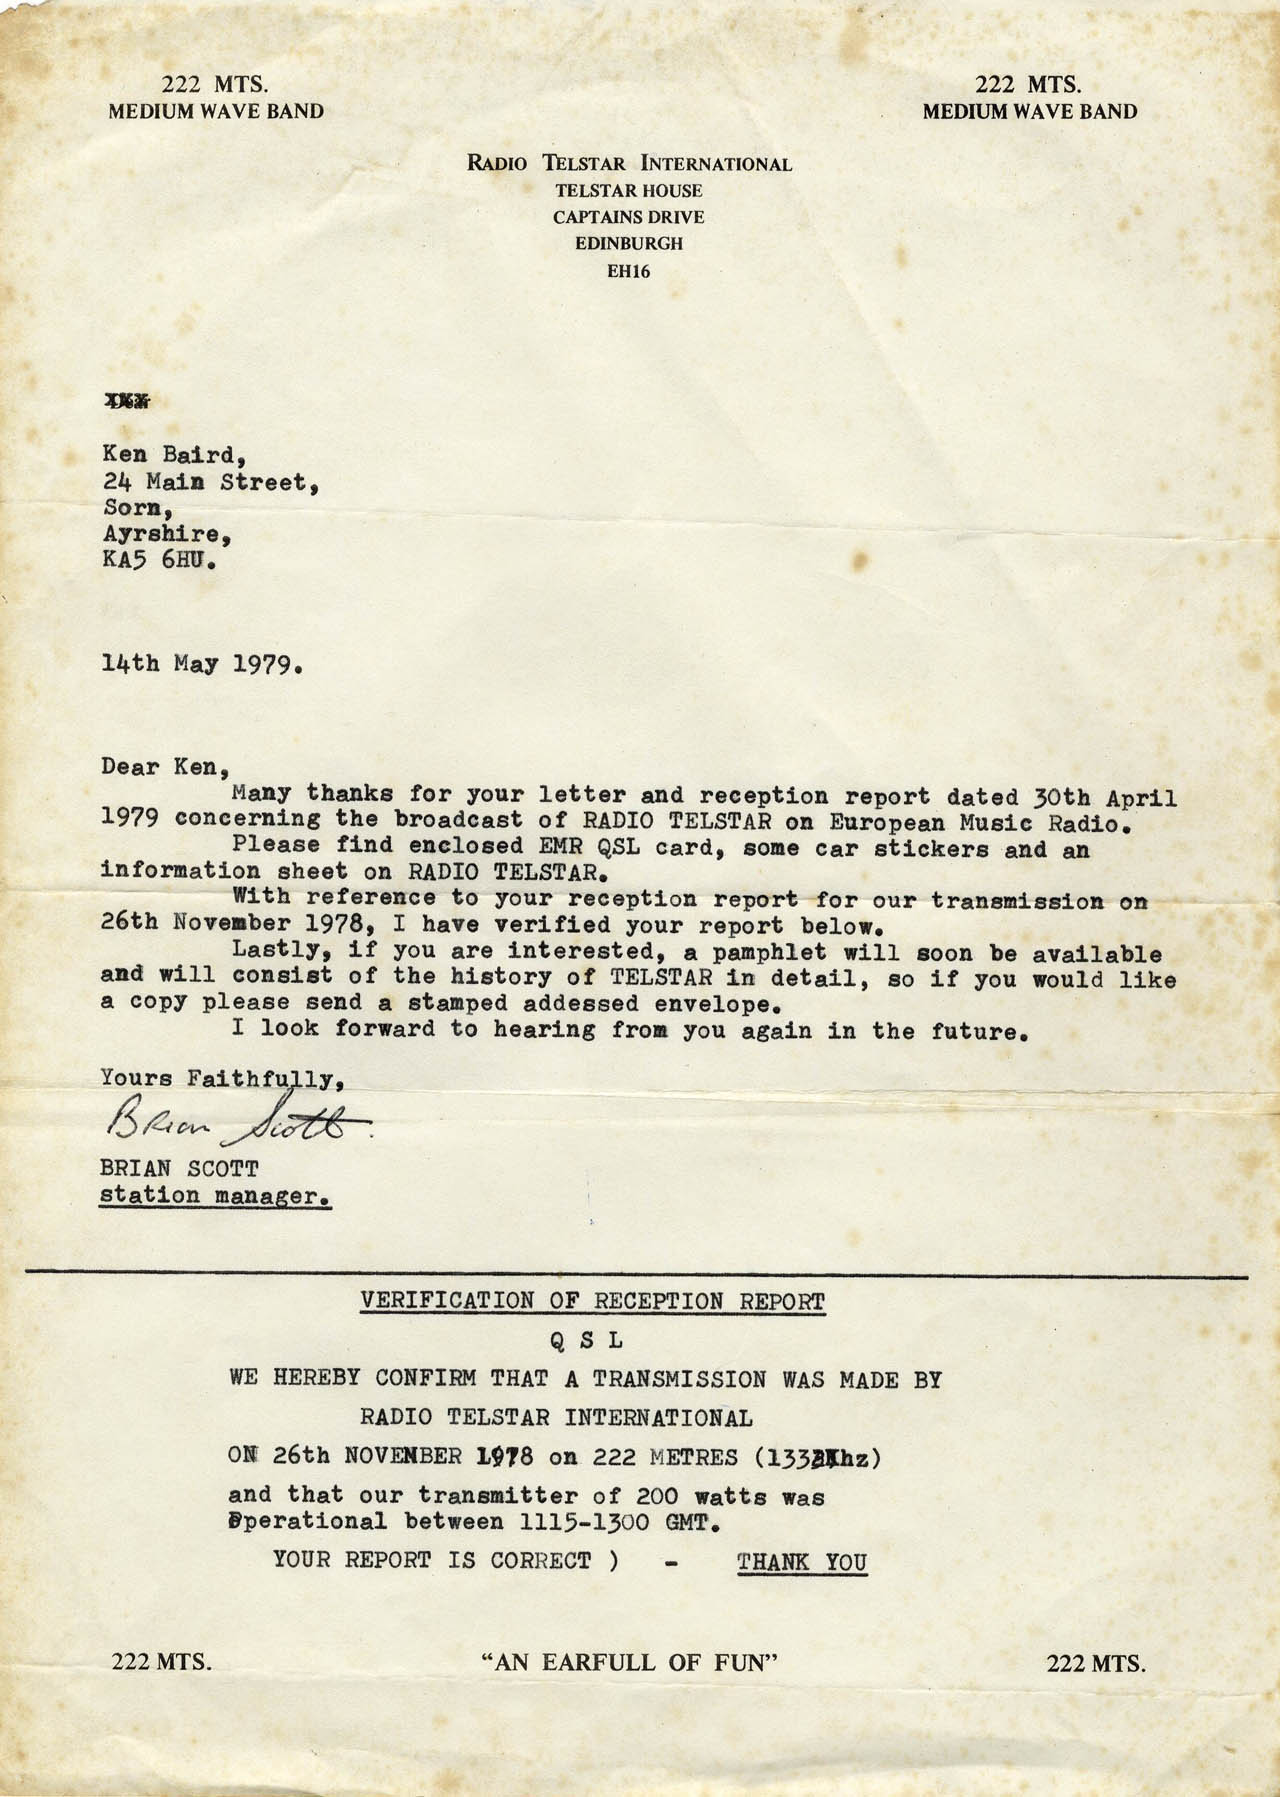 222 MTS.
MEDIUM WAVE BAND
222 MTS.
MEDIUM WAVE BAND
RADIO TELSTAR INTERNATIONAL
TELSTAR HOUSE
CAPTAINS DRIVE
EDINBURGH
EH16
Ken Baird,
24 Main Street,
Sorn,
Ayrshire,
KA5 6HU.
14th May 1979.
Dear Ken,
Many thanks for your letter and reception report dated 30th April
1979 concerning the broadcast of RADIO TELSTAR on European Music Radio.
Please find enclosed EMR QSL card, some car stickers and an
information sheet on RADIO TELSTAR.
With reference to your reception report for our transmission on
26th November 1978, I have verified your report below.
Lastly, if you are interested, a pamphlet will soon be available
and will consist of the history of TELSTAR in detail, so if you would like
a copy please send a stamped addessed envelope.
I look forward to hearing from you again in the future.
Yours Faithfully,
Brian Scott.
BRIAN SCOTT
station manager.
VERIFICATION OF RECEPTION REPORT
Q S L
WE HEREBY CONFIRM THAT A TRANSMISSION WAS MADE BY
RADIO TELSTAR INTERNATIONAL
ON 26th NOVEMBER 1978 on 222 METRES
and that our transmitter of 200 watts was
operational between 1115-1300 GMT.
YOUR REPORT IS CORRECT ) - THANK YOU
222 MTS.
“AN EARFULL OF FUN”
222 MTS.